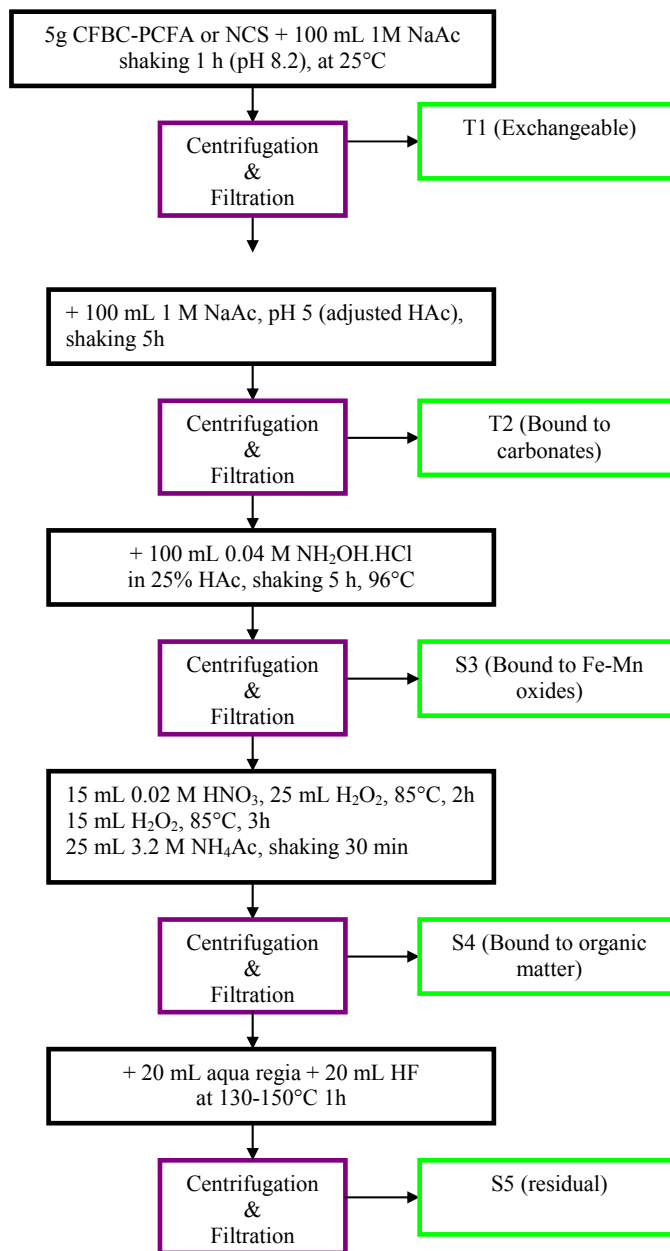 5g CFBC-PCFA or NCS + 100 mL 1M NaAc
shaking 1 h (pH 8.2), at 25°C
Centrifugation
&
Filtration
T1 (Exchangeable)
+ 100 mL 1 M NaAc, pH 5 (adjusted HAc),
shaking 5h
Centrifugation
&
Filtration
T2 (Bound to
carbonates)
+ 100 mL 0.04 M NH₂OH.HCl
in 25% HAc, shaking 5 h, 96°C
Centrifugation
&
Filtration
S3 (Bound to Fe-Mn
oxides)
15 mL 0.02 M HNO₃, 25 mL H₂O₂, 85°C, 2h
15 mL H₂O₂, 85°C, 3h
25 mL 3.2 M NH₄Ac, shaking 30 min
Centrifugation
&
Filtration
S4 (Bound to organic
matter)
+ 20 mL aqua regia + 20 mL HF
at 130-150°C 1h
Centrifugation
&
Filtration
S5 (residual)